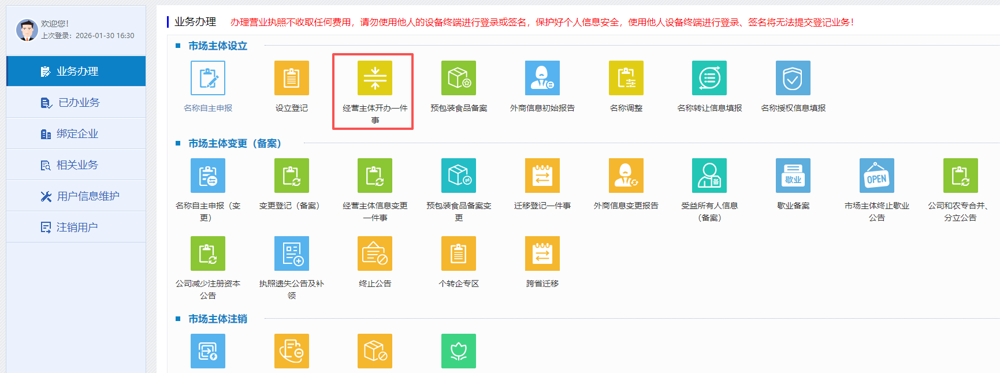 欢迎您！
上次登录：2026-01-30 16:30
业务办理
已办业务
绑定企业
相关业务
用户信息维护
注销用户
业务办理 办理营业执照不收取任何费用，请勿使用他人的设备终端进行登录或签名，保护好个人信息安全，使用他人设备终端进行登录、签名将无法提交登记业务！
市场主体设立
名称自主申报
设立登记
经营主体开办一件
事
预包装食品备案
外商信息初始报告
名称调整
名称转让信息填报
名称授权信息填报
市场主体变更（备案）
名称自主申报（变
更）
变更登记（备案）
经营主体信息变更
一件事
预包装食品备案变
更
迁移登记一件事
外商信息变更报告
备
受益所有人信息
（备案）
歇业
歇业备案
OPEN
市场主体终止歇业
公告
公司和农专合并、
分立公告
公司减少注册资本
公告
执照遗失公告及补
领
终止公告
个转企专区
跨省迁移
市场主体注销